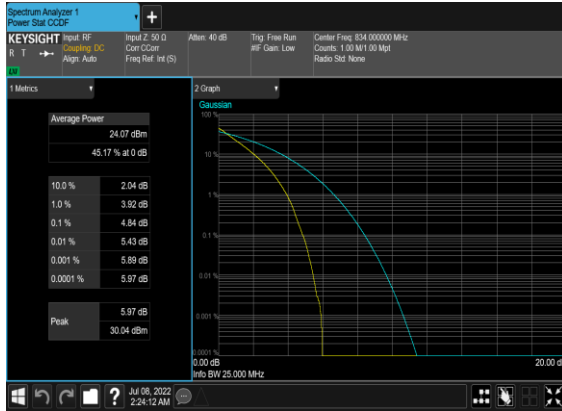 Spectrum Analyzer 1
Power Stat CCDF
+
KEYSIGHT
R T
LU
Input: RF
Coupling: DC
Align: Auto
Input Z: 50 Ω
Corr CCorr
Freq Ref: Int (S)
Atten: 40 dB
Trig: Free Run
#IF Gain: Low
Center Freq: 834.000000 MHz
Counts: 1.00 M/1.00 Mpt
Radio Std: None
1 Metrics
Average Power
24.07 dBm
45.17 % at 0 dB
10.0 % 2.04 dB
1.0 % 3.92 dB
0.1 % 4.84 dB
0.01 % 5.43 dB
0.001 % 5.89 dB
0.0001 % 5.97 dB
Peak
5.97 dB
30.04 dBm
2 Graph
Gaussian
100 %
10 %
1 %
0.1 %
0.01 %
0.001 %
0.0001 %
0.00 dB
20.00 d
Info BW 25.000 MHz
?
Jul 08, 2022
2:24:12 AM